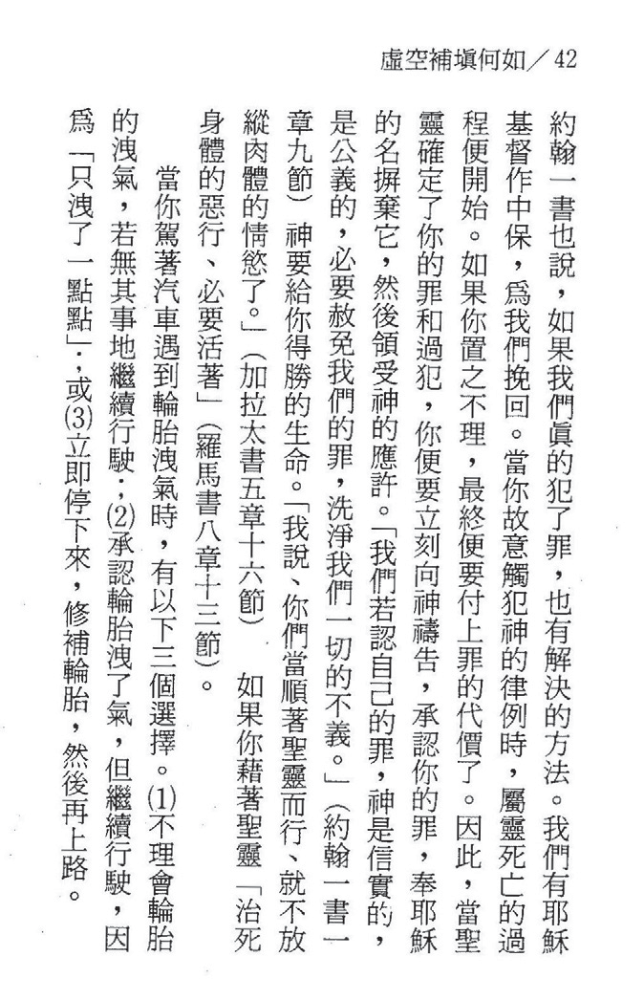 虛空補塡何如／42
約翰一書也說，如果我們眞的犯了罪，也有解決的方法。我們有耶穌
基督作中保，爲我們挽回。當你故意觸犯神的律例時，屬靈死亡的過
程便開始。如果你置之不理，最終便要付上罪的代價了。因此，當聖
靈確定了你的罪和過犯，你便要立刻向神禱吿，承認你的罪，奉耶穌
的名摒棄它，然後領受神的應許。「我們若認自己的罪，神是信實的，
是公義的，必要赦免我們的罪，洗淨我們一切的不義。」（約翰一書一
章九節）神要給你得勝的生命。「我說、你們當順著聖靈而行、就不放
縱肉體的情慾了。」（加拉太書五章十六節）　如果你藉著聖靈「治死
身體的惡行、必要活著」（羅馬書八章十三節）。
當你駕著汽車遇到輪胎洩氣時，有以下三個選擇。⑴不理會輪胎
的洩氣，若無其事地繼續行駛；⑵承認輪胎洩了氣，但繼續行駛，因
爲「只洩了一點點」；或⑶立即停下來，修補輪胎，然後再上路。